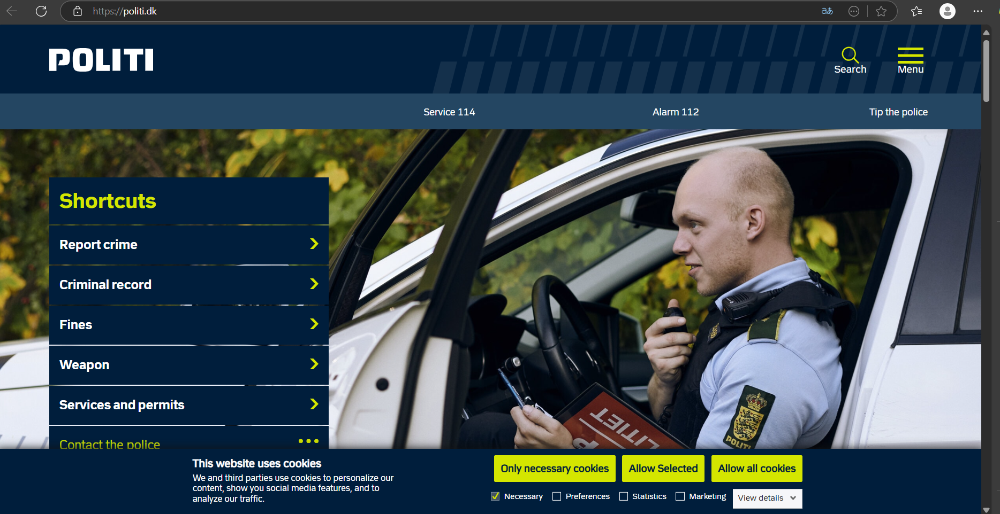 https://politi.dk
POLITI
Search
Menu
Service 114
Alarm 112
Tip the police
Shortcuts
Report crime
Criminal record
Fines
Weapon
Services and permits
Contact the police
LITIET
P
POLITI
This website uses cookies
We and third parties use cookies to personalize our
content, show you social media features, and to
analyze our traffic.
Only necessary cookies
Allow Selected
Allow all cookies
Necessary
Preferences
Statistics
Marketing
View details